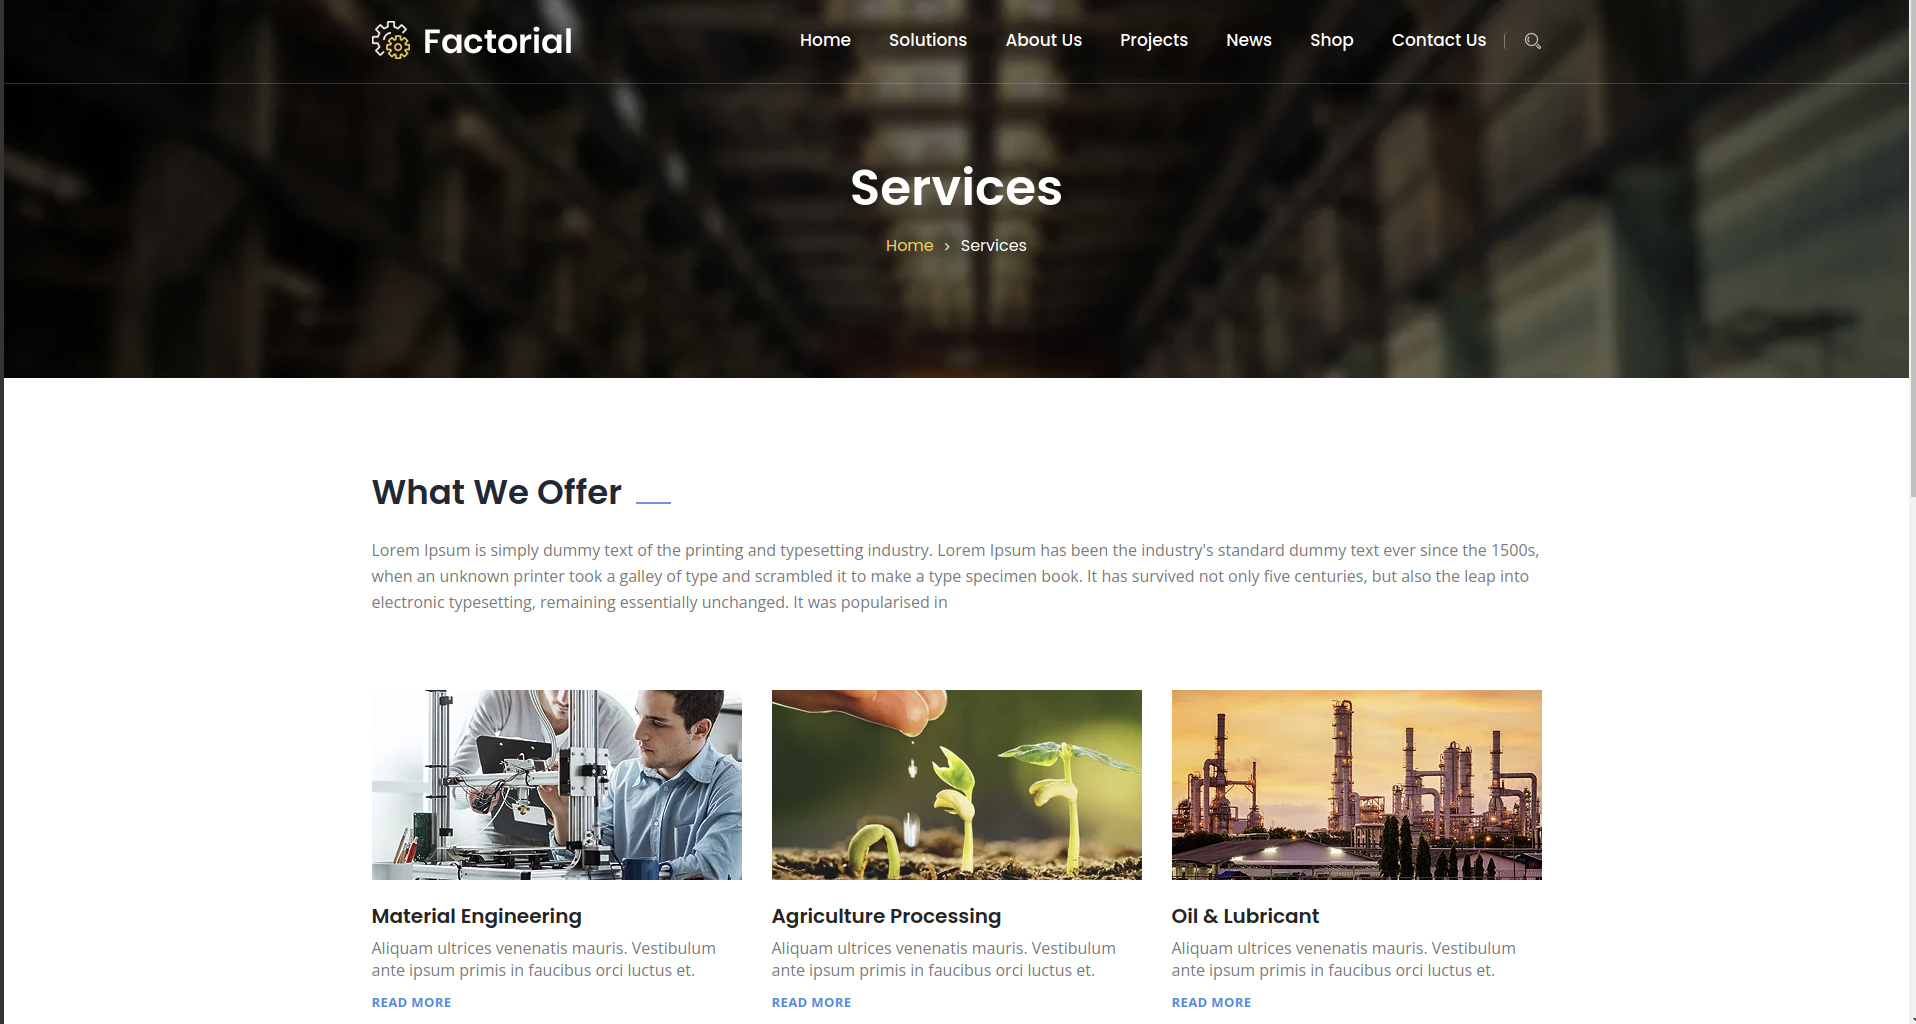 Factorial
Home Solutions About Us Projects News Shop Contact Us
Services
Home > Services
What We Offer
Lorem Ipsum is simply dummy text of the printing and typesetting industry. Lorem Ipsum has been the industry's standard dummy text ever since the 1500s,
when an unknown printer took a galley of type and scrambled it to make a type specimen book. It has survived not only five centuries, but also the leap into
electronic typesetting, remaining essentially unchanged. It was popularised in
Material Engineering
Aliquam ultrices venenatis mauris. Vestibulum
ante ipsum primis in faucibus orci luctus et.
READ MORE
Agriculture Processing
Aliquam ultrices venenatis mauris. Vestibulum
ante ipsum primis in faucibus orci luctus et.
READ MORE
Oil & Lubricant
Aliquam ultrices venenatis mauris. Vestibulum
ante ipsum primis in faucibus orci luctus et.
READ MORE